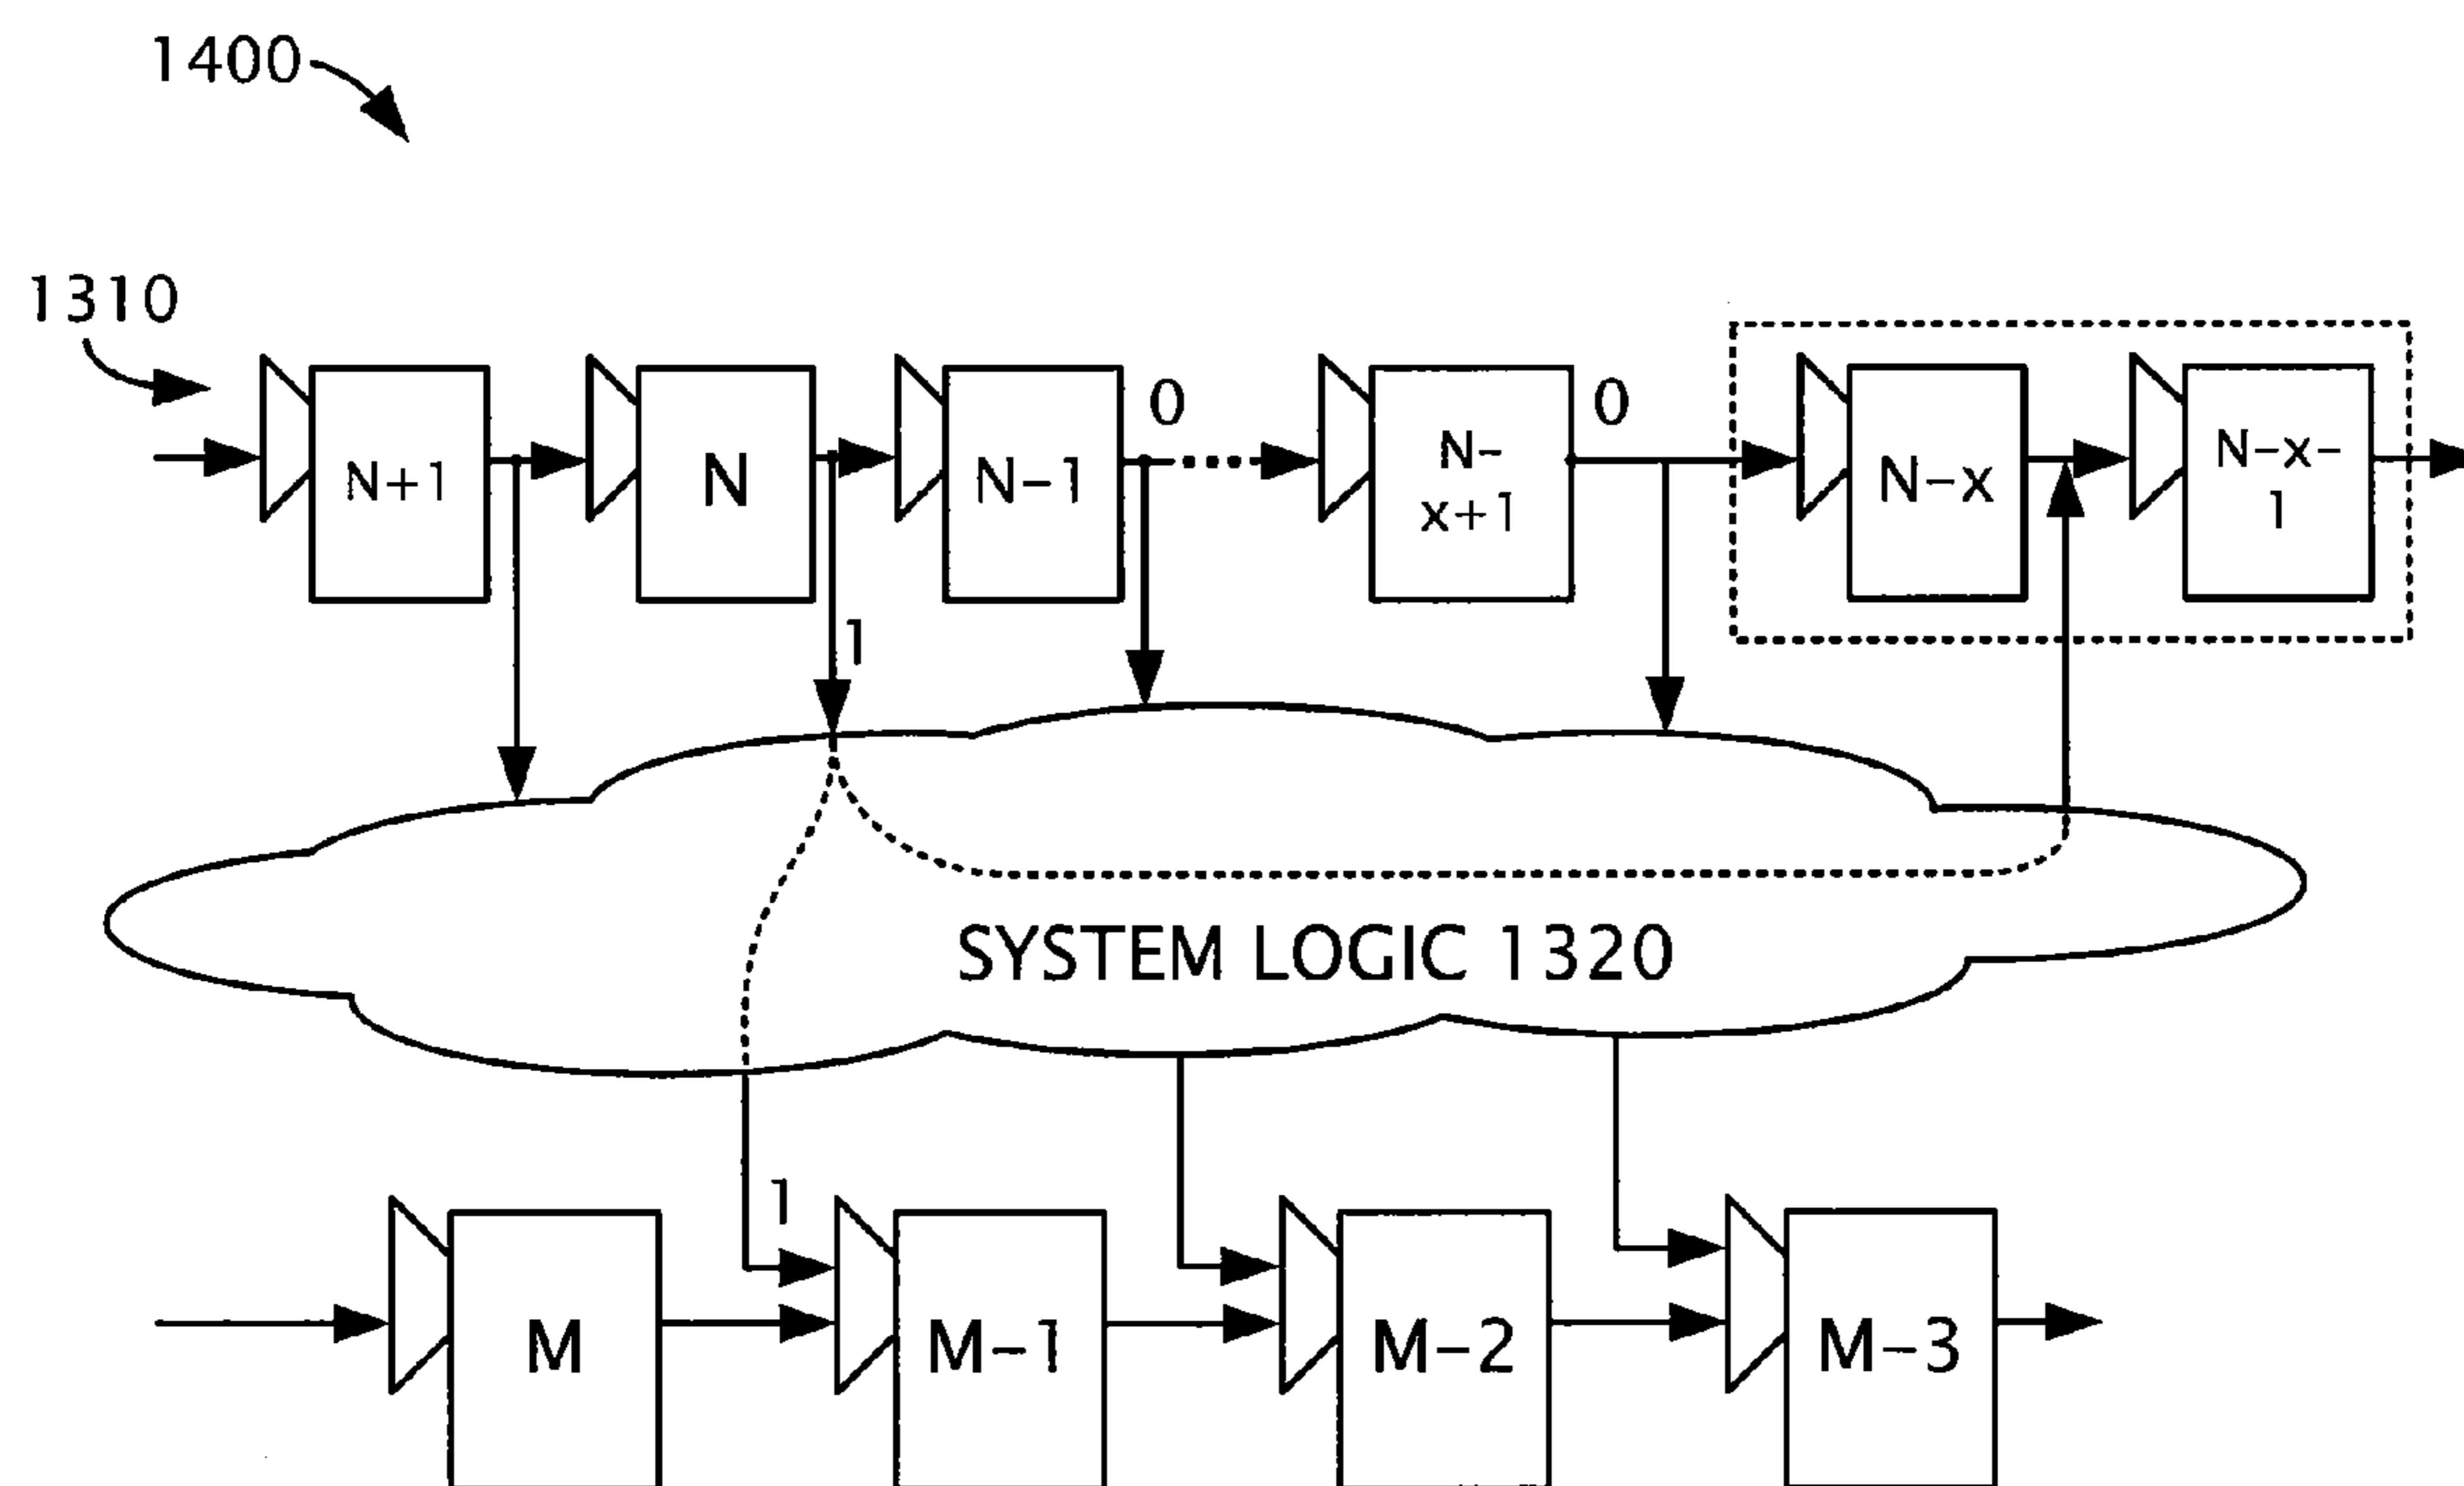 1400
1310
N+1
N
N-1
0
N-
x+1
0
N-x
N-x-
1
1
SYSTEM LOGIC 1320
1
M
M-1
M-2
M-3